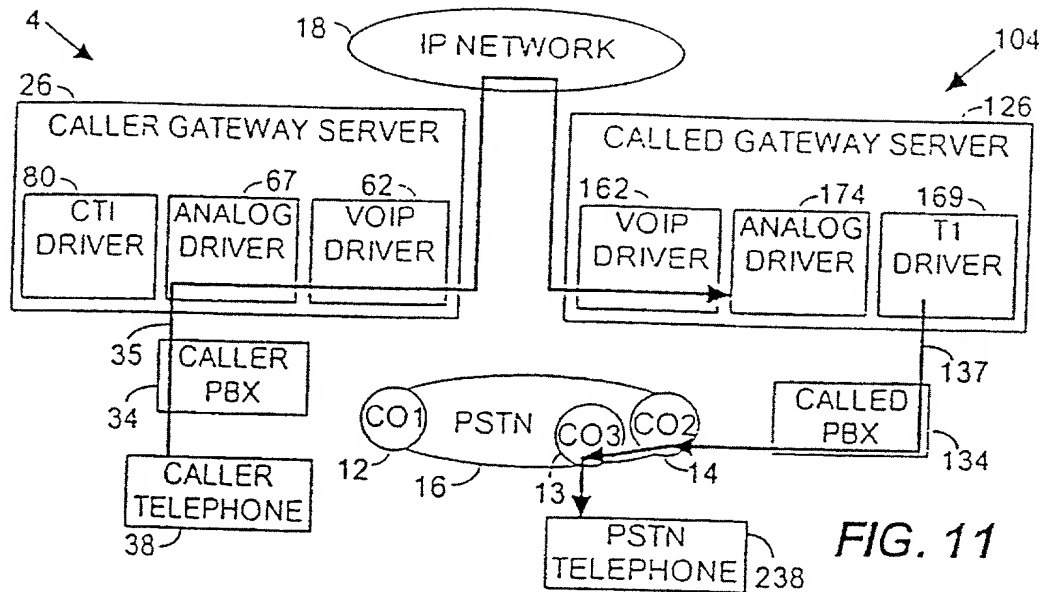 4
18
IP NETWORK
104
26
CALLER GATEWAY SERVER
80
CTI
DRIVER
67
ANALOG
DRIVER
62
VOIP
DRIVER
126
CALLED GATEWAY SERVER
162
VOIP
DRIVER
174
ANALOG
DRIVER
169
T1
DRIVER
35
CALLER
PBX
34
CALLER
TELEPHONE
38
CO1
PSTN
CO3
CO2
12
16
13
14
137
CALLED
PBX
134
PSTN
TELEPHONE
238
FIG. 11